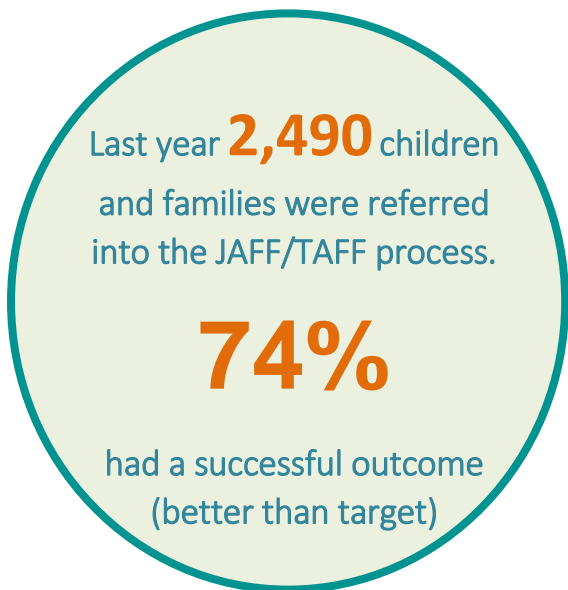 Last year 2,490 children
and families were referred
into the JAFF/TAFF process.
74%
had a successful outcome
(better than target)